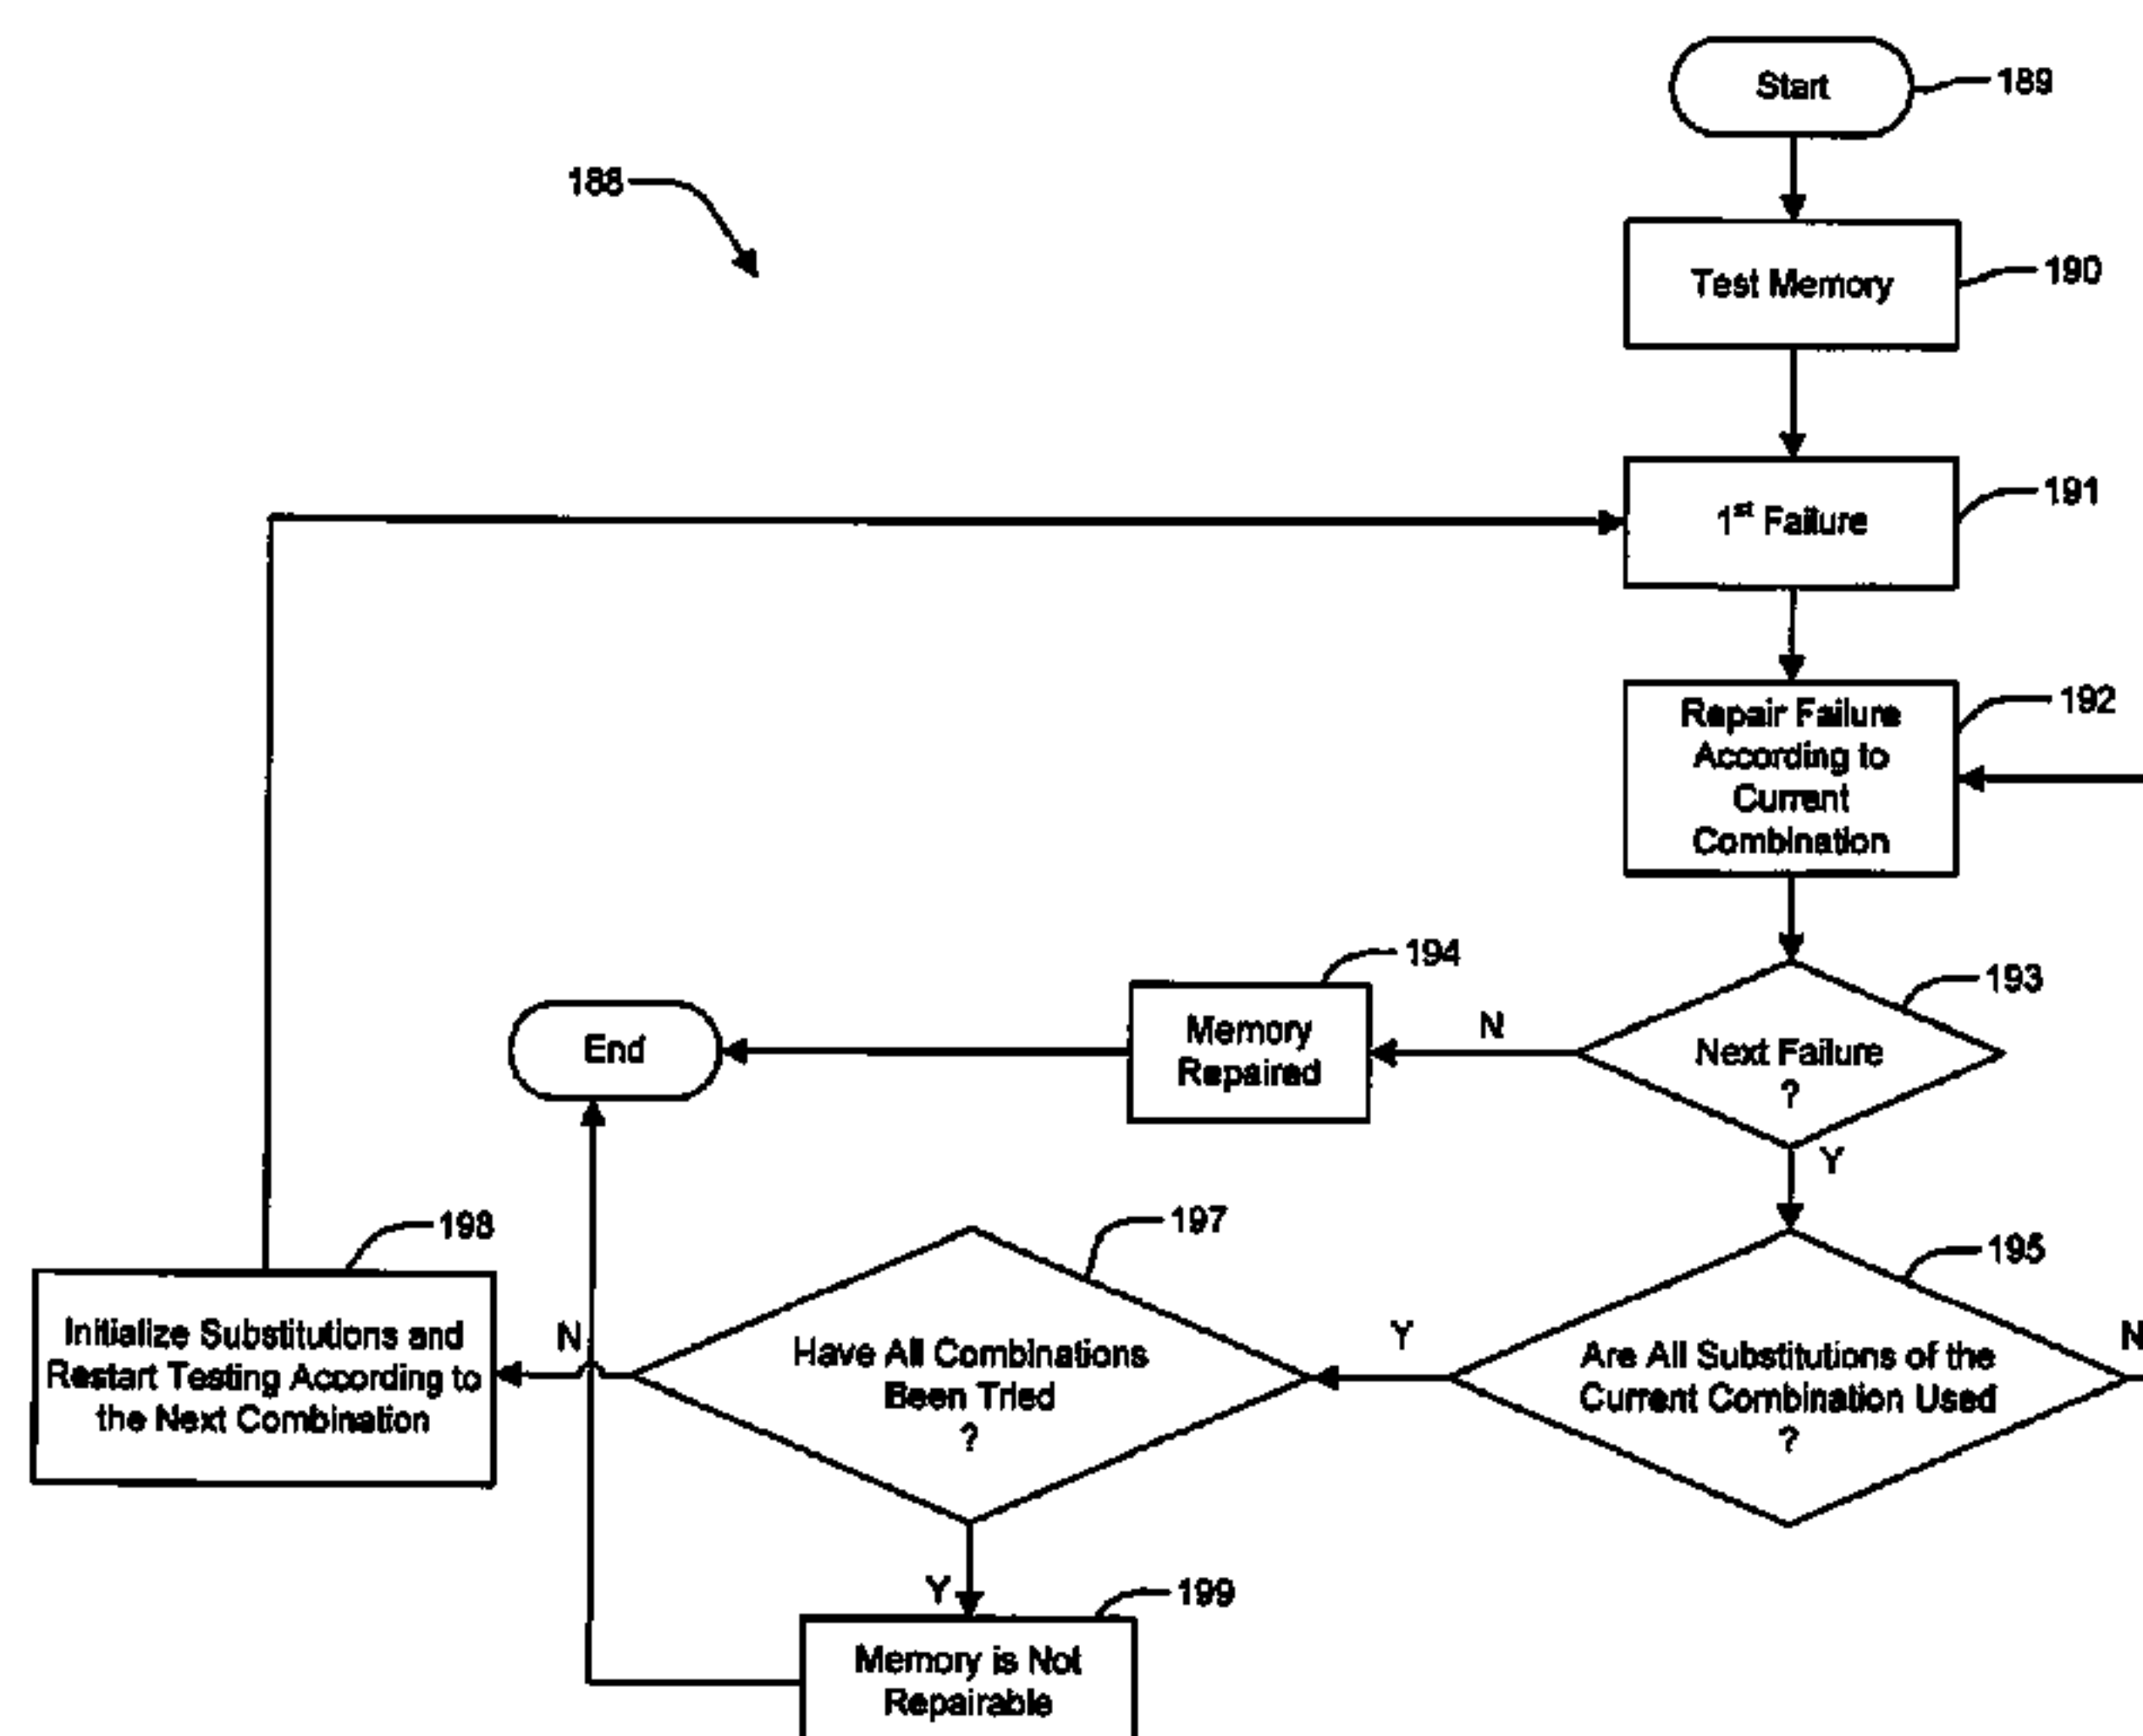 Start
189
188
Test Memory
190
1st Failure
191
Repair Failure
According to
Current
Combination
192
194
Memory
Repaired
End
N
Next Failure
?
193
Y
198
Initialize Substitutions and
Restart Testing According to
the Next Combination
N
197
Have All Combinations
Been Tried
?
Y
195
Are All Substitutions of the
Current Combination Used
?
N
Y
199
Memory is Not
Repairable